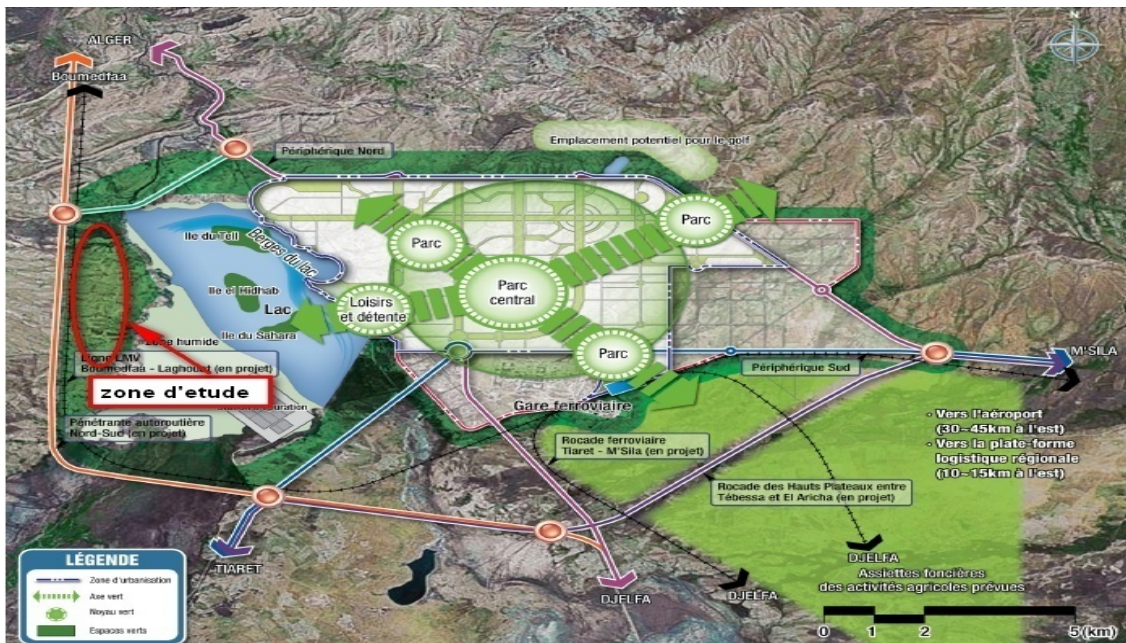 ALGER
Boumedfaa
N
Emplacement potentiel pour le golf
Périphérique Nord
Parc
Parc
Ile du Tell
Berges du lac
Ile el Hidhab
Lac
Parc
central
Loisirs
et détente
Ile du Sahara
Zone humide
Parc
Ligne LMV
Boumedfaa - Laghouat (en projet)
M'SILA
Périphérique Sud
zone d'etude
Gare ferroviaire
Pénétrante autoroutière
Nord-Sud (en projet)
- Vers l'aéroport
(30~45km à l'est)
- Vers la plate-forme
logistique régionale
(10~15km à l'est)
Rocade ferroviaire
Tiaret - M'Sila (en projet)
Rocade des Hauts Plateaux entre
Tébessa et El Aricha (en projet)
TIARET
DJELFA
DJELFA
DJELFA
Assiettes foncières
des activités agricoles prévues
LÉGENDE
Zone d'urbanisation
Axe vert
Noyau vert
Espaces verts
0 1 2 5 (km)